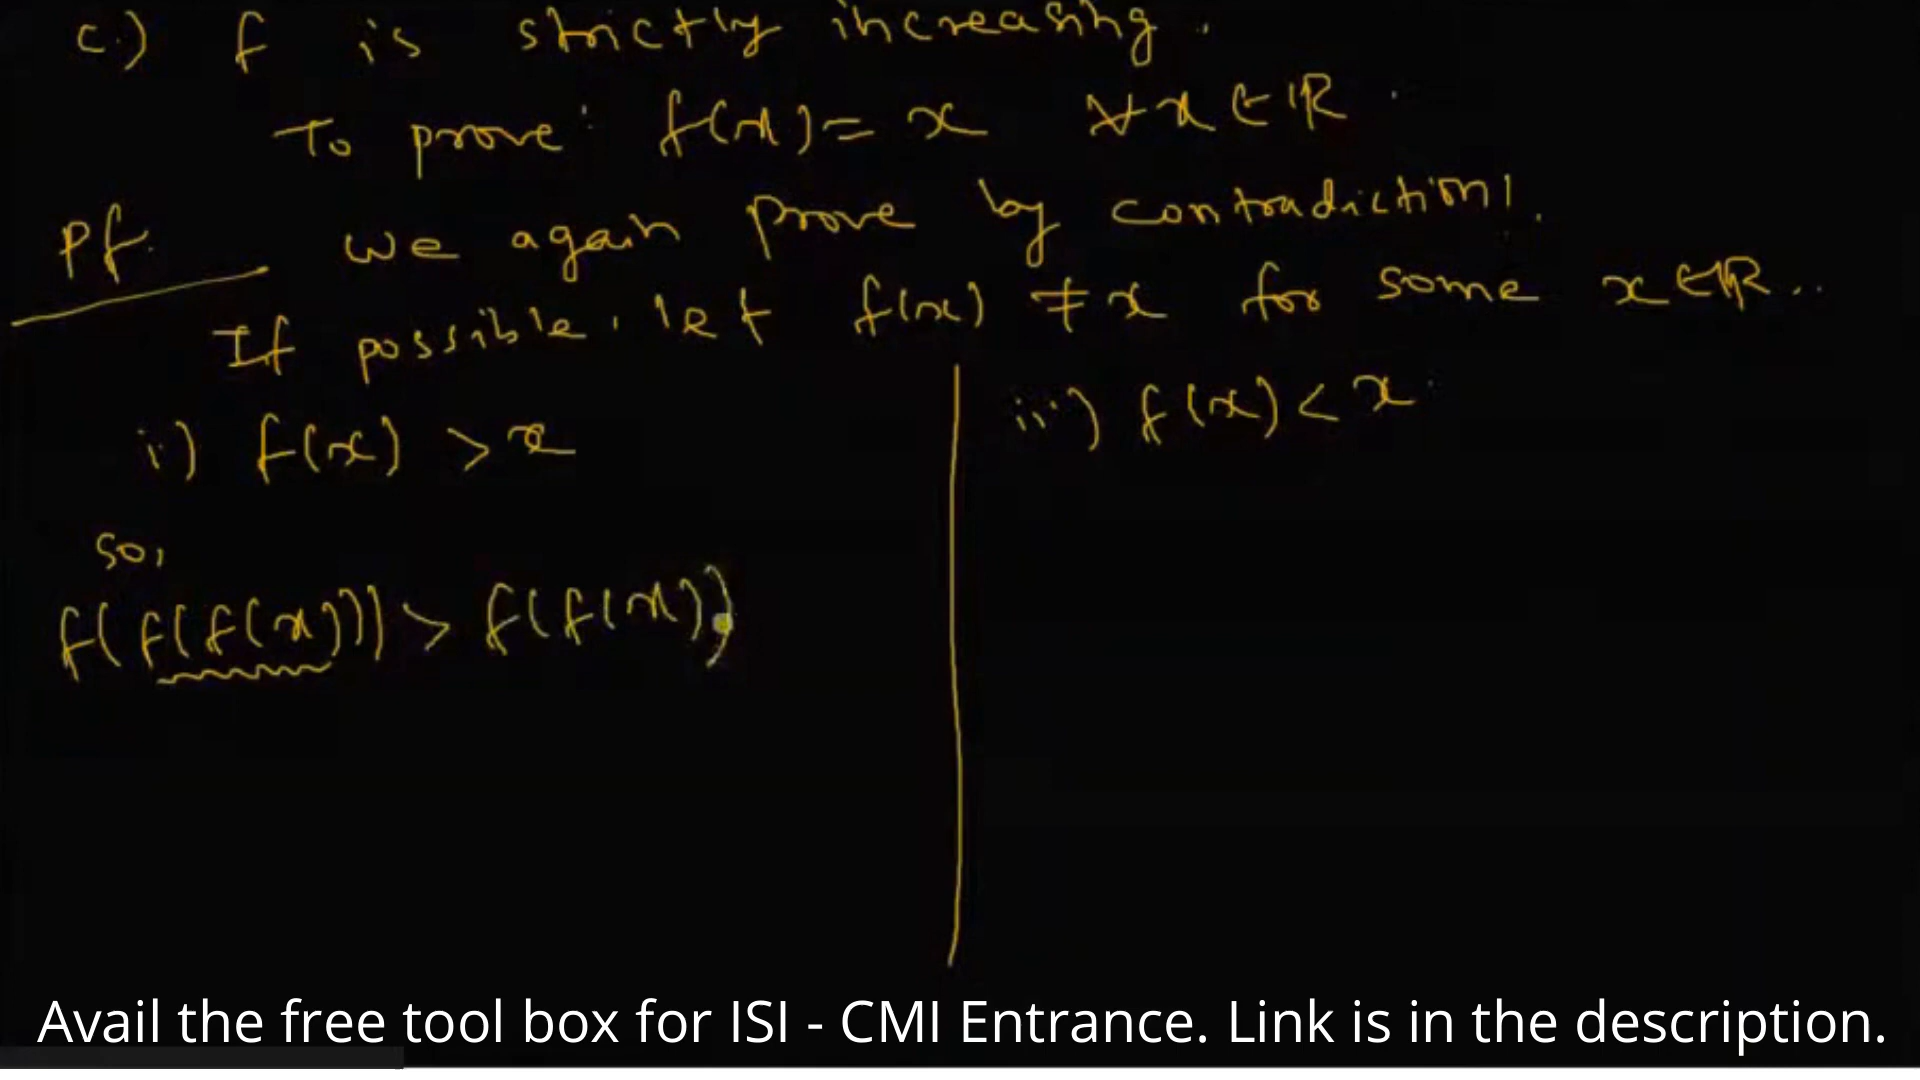 c.) f is strictly increasing.
To prove: f(x) = x ∀ x ∈ ℝ.
Pf. we again prove by contradiction!.
If possible, let f(x) ≠ x for some x ∈ ℝ..
i) f(x) > x
ii) f(x) < x
so,
f(f(f(x))) > f(f(x))
Avail the free tool box for ISI - CMI Entrance. Link is in the description.